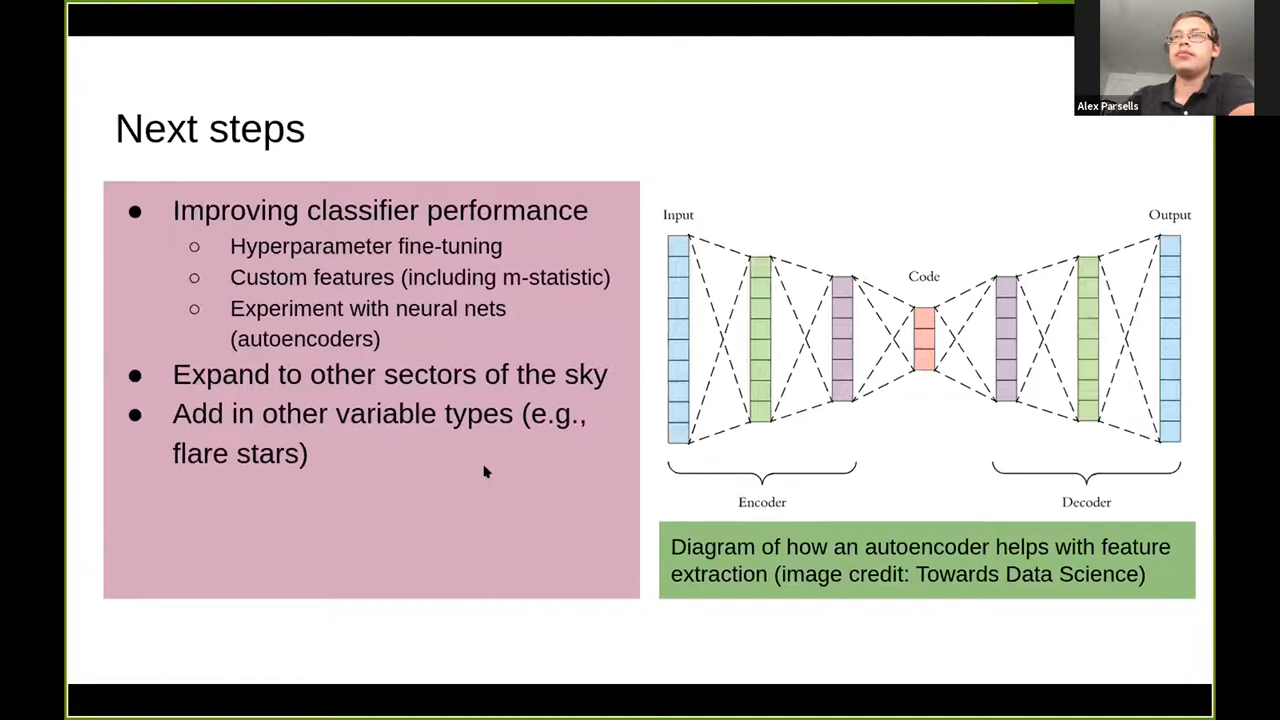 Alex Parsells
Next steps
● Improving classifier performance
○ Hyperparameter fine-tuning
○ Custom features (including m-statistic)
○ Experiment with neural nets
(autoencoders)
● Expand to other sectors of the sky
● Add in other variable types (e.g.,
flare stars)
Input
Output
Code
Encoder
Decoder
Diagram of how an autoencoder helps with feature
extraction (image credit: Towards Data Science)